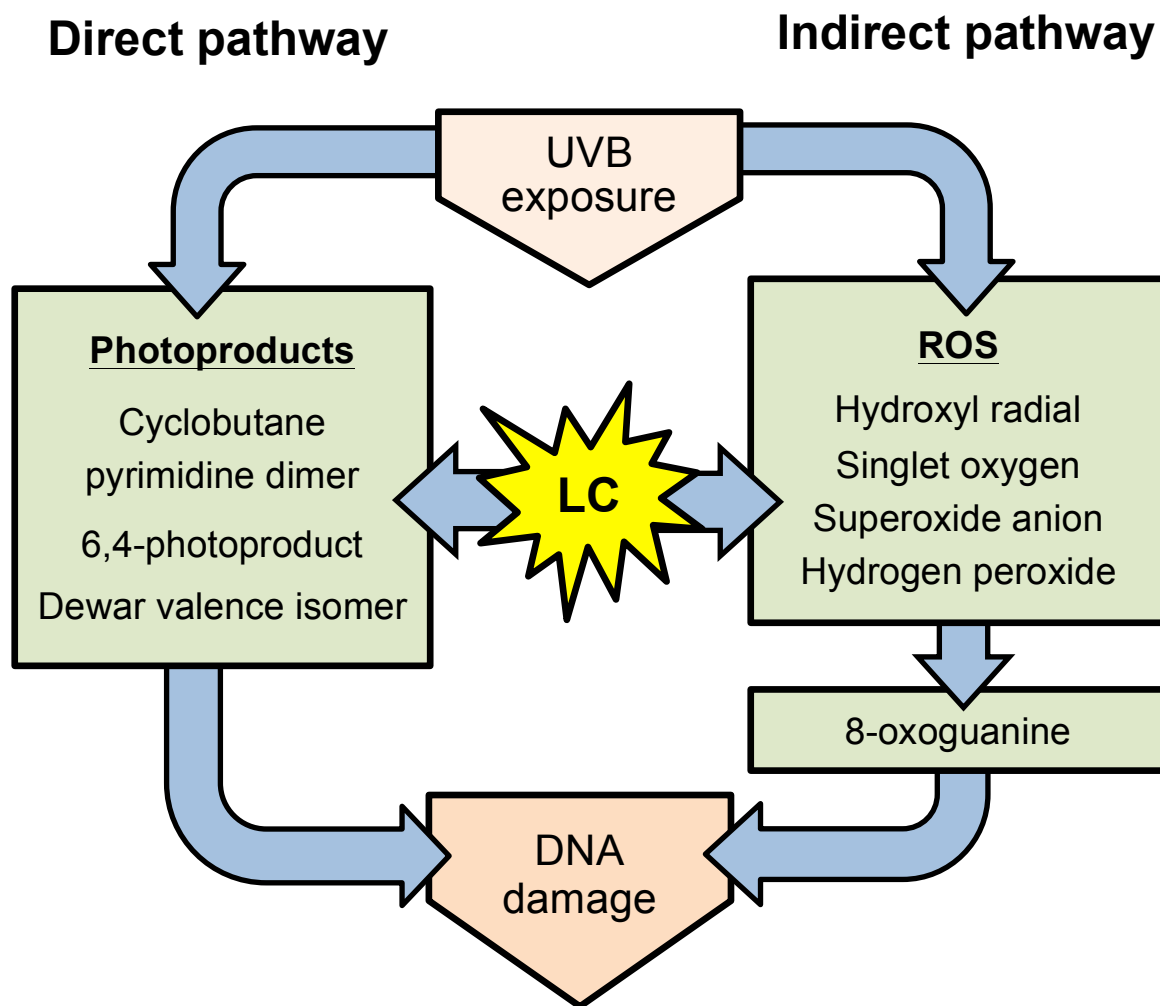 Direct pathway
Indirect pathway
UVB
exposure
Photoproducts
Cyclobutane
pyrimidine dimer
6,4-photoproduct
Dewar valence isomer
LC
ROS
Hydroxyl radial
Singlet oxygen
Superoxide anion
Hydrogen peroxide
8-oxoguanine
DNA
damage